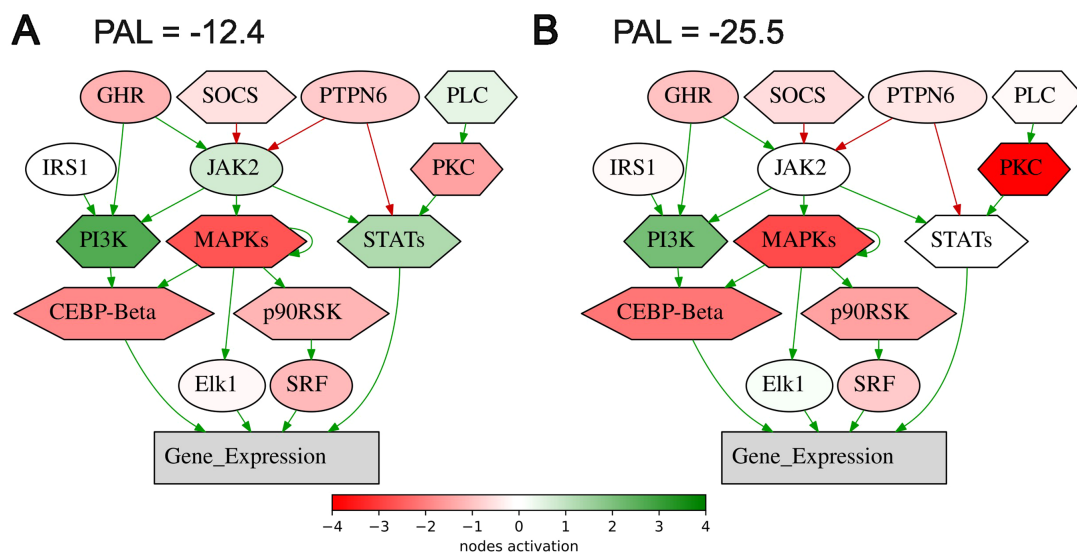 A PAL = -12.4
GHR SOCS PTPN6 PLC
IRS1 JAK2 PKC
PI3K MAPKs STATs
CEBP-Beta p90RSK
Elk1 SRF
Gene_Expression
B PAL = -25.5
GHR SOCS PTPN6 PLC
IRS1 JAK2 PKC
PI3K MAPKs STATs
CEBP-Beta p90RSK
Elk1 SRF
Gene_Expression
−4 −3 −2 −1 0 1 2 3 4
nodes activation